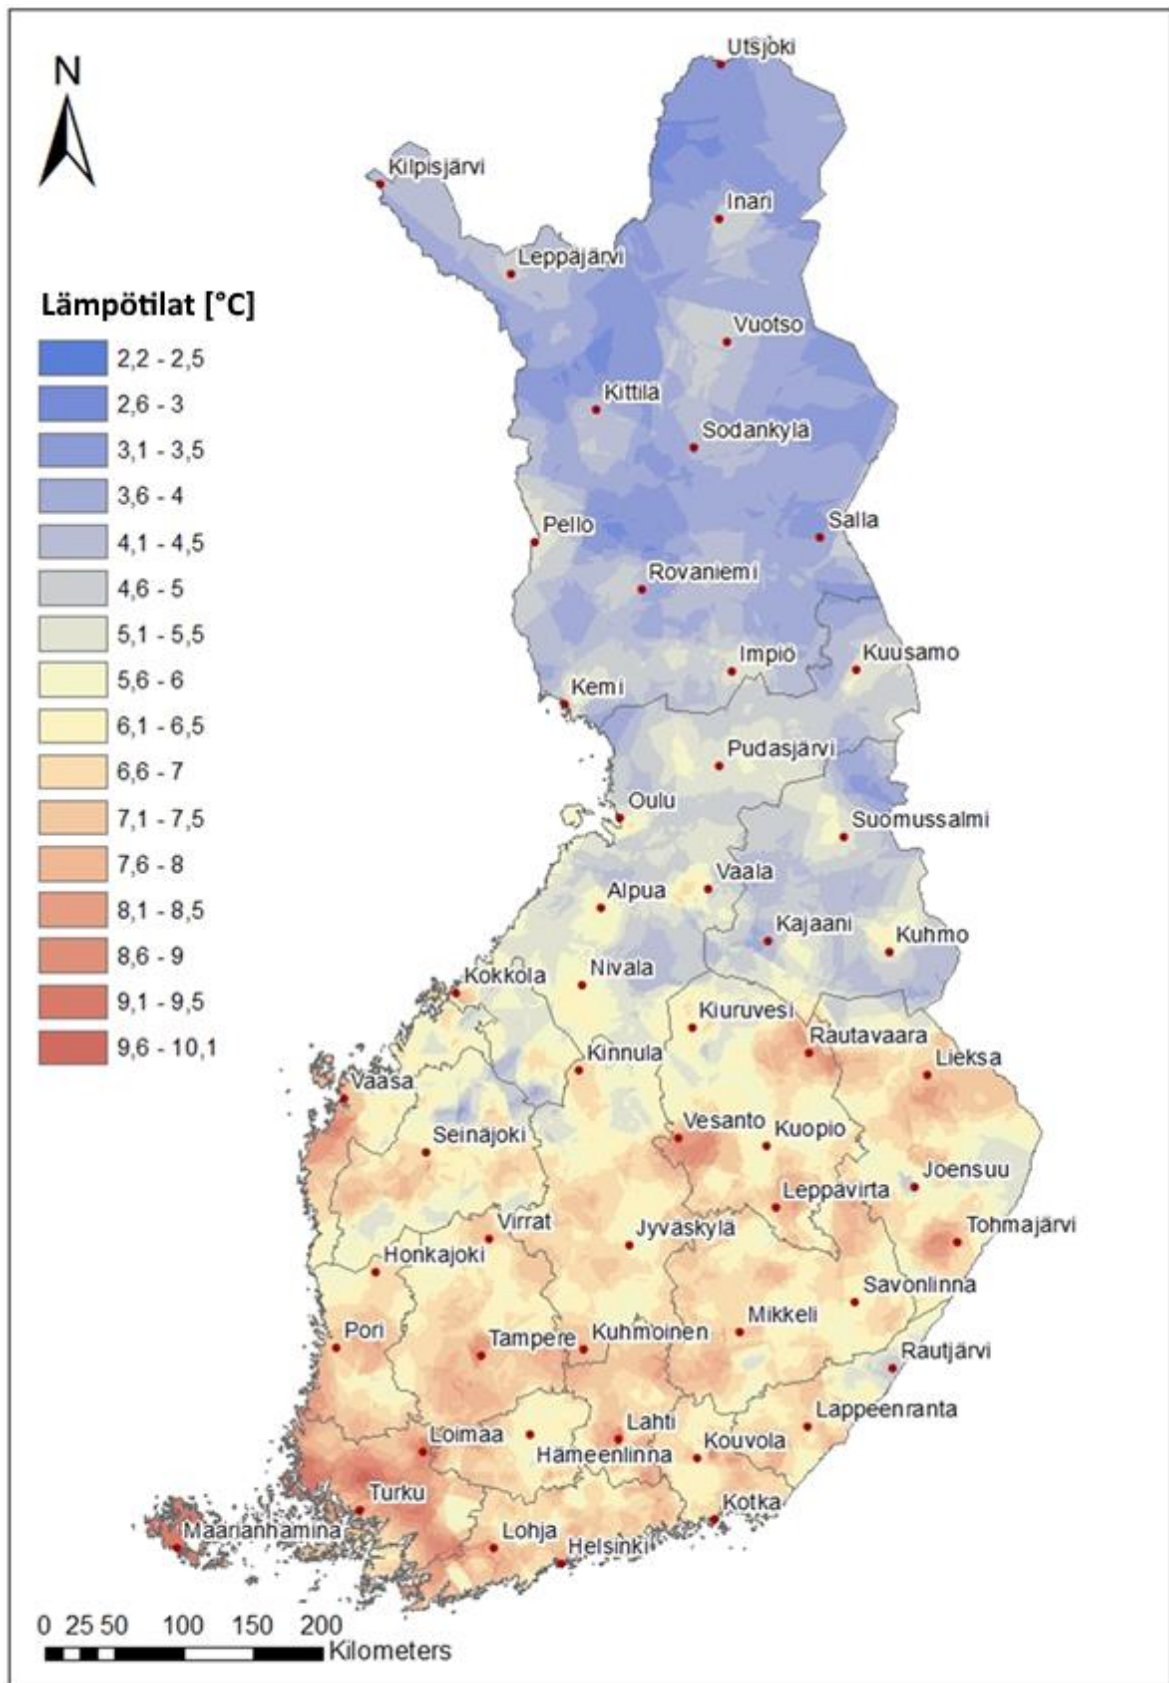 N
Utsjoki
Kilpisjärvi
Inari
Leppäjärvi
Lämpötilat [°C]
Vuotso
2,2 - 2,5
2,6 - 3
Kittilä
3,1 - 3,5
Sodankylä
3,6 - 4
Salla
4,1 - 4,5
Pello
4,6 - 5
Rovaniemi
5,1 - 5,5
Impiö
Kuusamo
5,6 - 6
Kemi
6,1 - 6,5
Pudasjärvi
6,6 - 7
Oulu
7,1 - 7,5
Suomussalmi
7,6 - 8
Vaala
Alpua
8,1 - 8,5
Kajaani
Kuhmo
8,6 - 9
Kokkola
Nivala
9,1 - 9,5
Kiuruvesi
Rautavaara
9,6 - 10,1
Kinnula
Lieksa
Vaasa
Vesanto
Kuopio
Seinäjoki
Joensuu
Leppävirta
Virrat
Jyväskylä
Tohmajärvi
Honkajoki
Savonlinna
Mikkeli
Pori
Tampere
Kuhmoinen
Rautjärvi
Lappeenranta
Loimaa
Lahti
Hämeenlinna
Kouvola
Turku
Kotka
Maarianhamina
Lohja
Helsinki
0 25 50 100 150 200
Kilometers